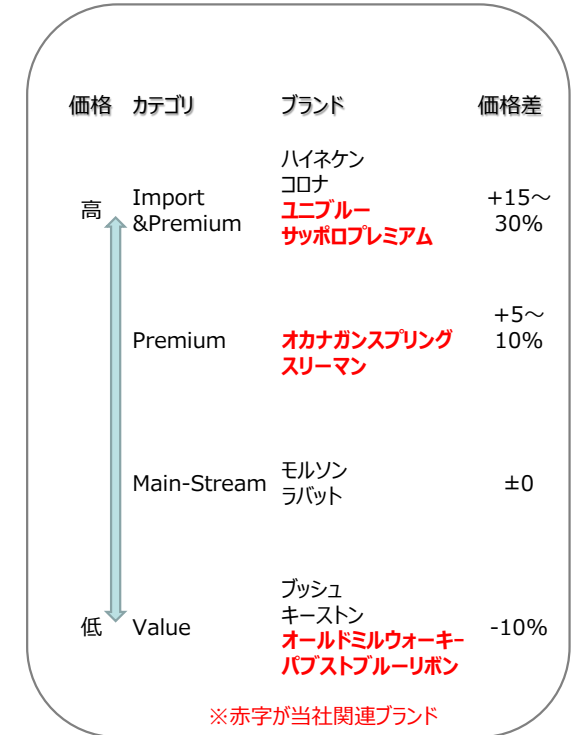 価格 カテゴリ ブランド 価格差
高
Import
&Premium
ハイネケン
コロナ
ユニブルー
サッポロプレミアム
+15～
30%
Premium
オカナガンスプリング
スリーマン
+5～
10%
Main-Stream
モルソン
ラバット
±0
低
Value
ブッシュ
キーストン
オールドミルウォーキー
パブストブルーリボン
-10%
※赤字が当社関連ブランド